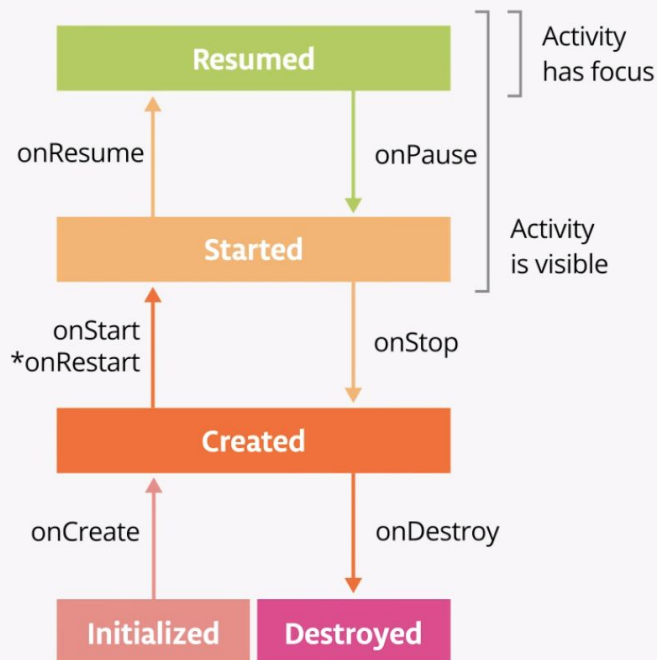 Resumed
Activity
has focus
onResume
onPause
Started
Activity
is visible
onStart
*onRestart
onStop
Created
onCreate
onDestroy
Initialized
Destroyed